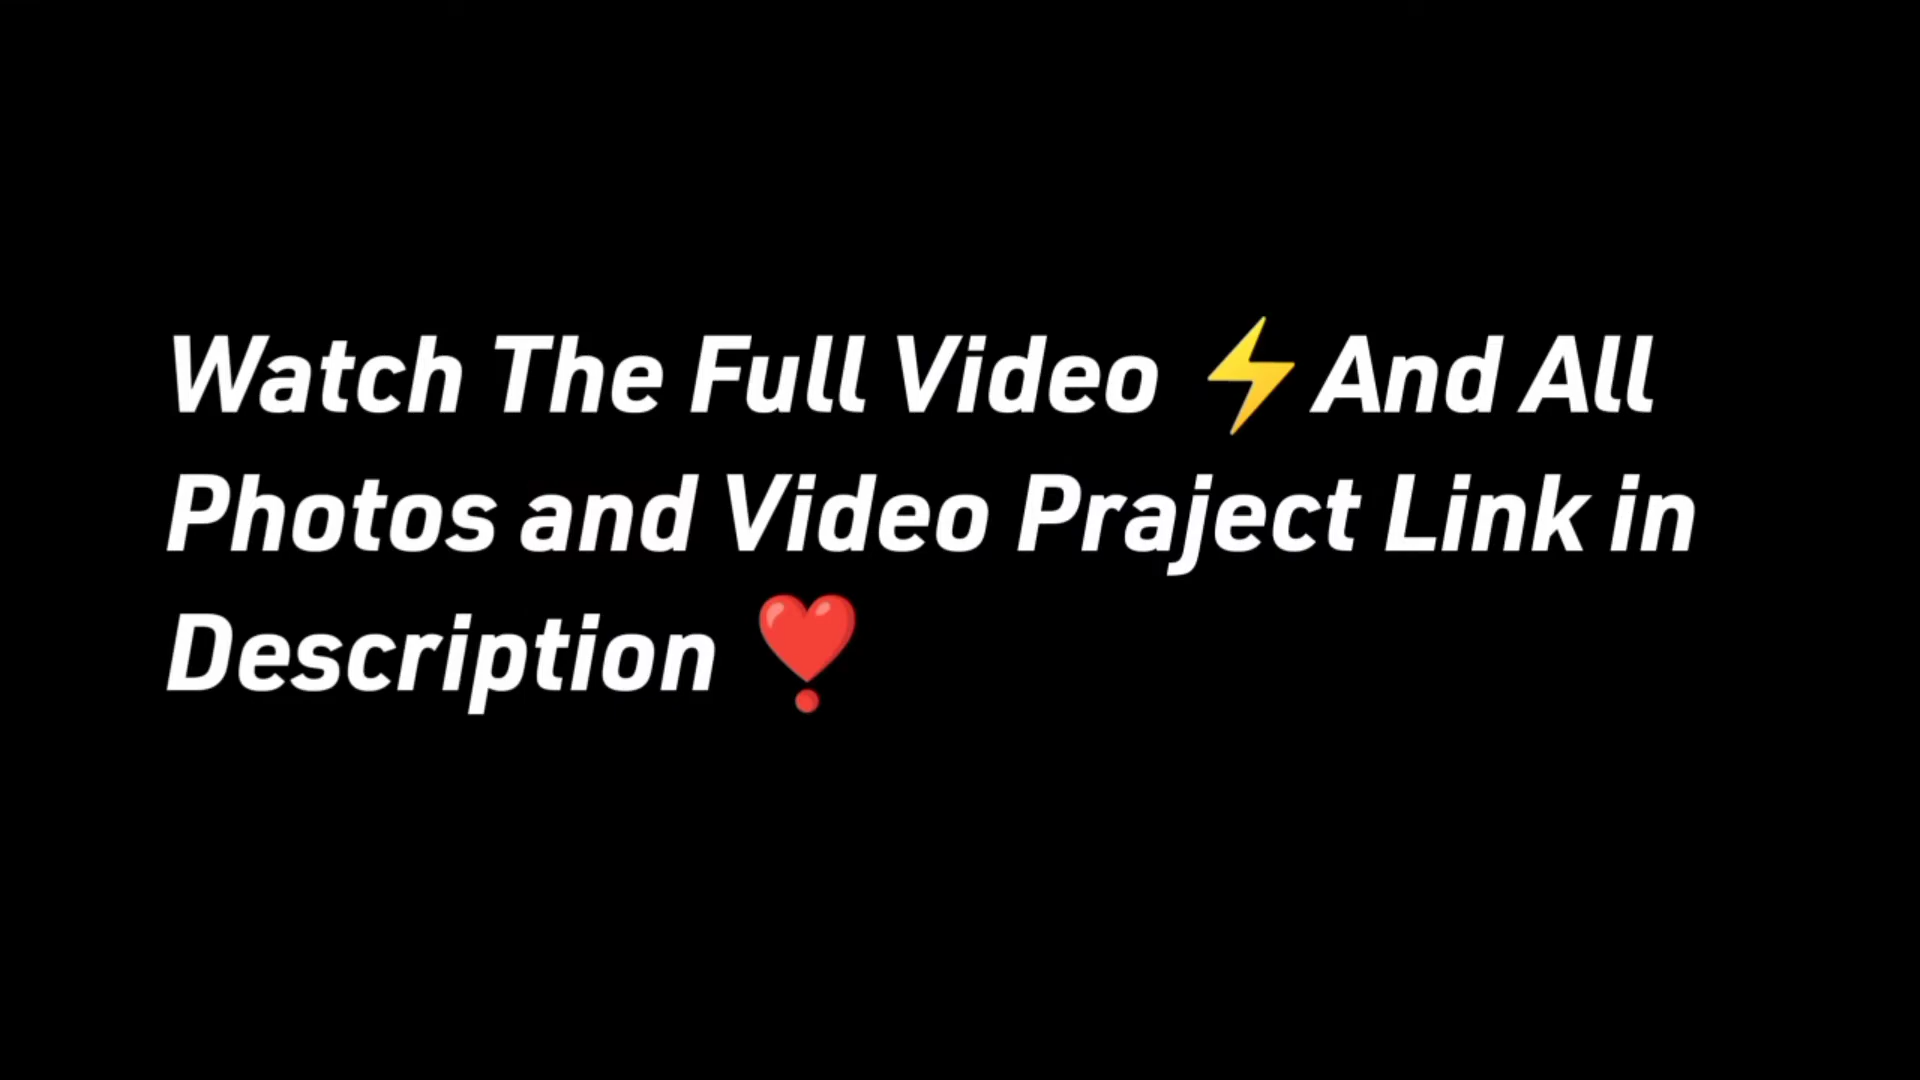 Watch The Full Video ⚡And All
Photos and Video Praject Link in
Description ❣️